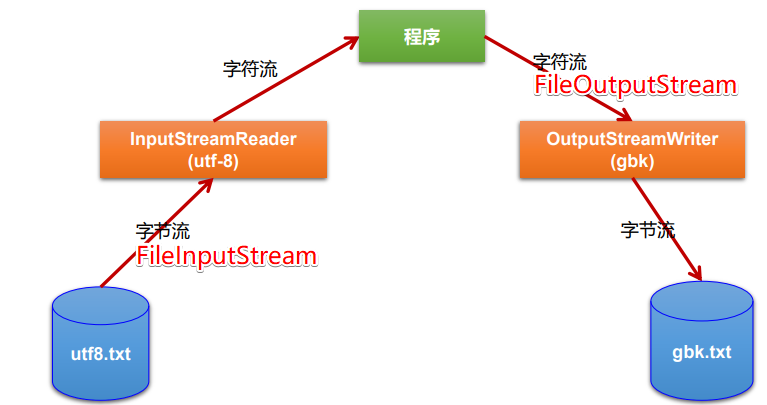 程序
字符流
字符流
FileOutputStream
InputStreamReader
(utf-8)
OutputStreamWriter
(gbk)
字节流
FileInputStream
字节流
utf8.txt
gbk.txt